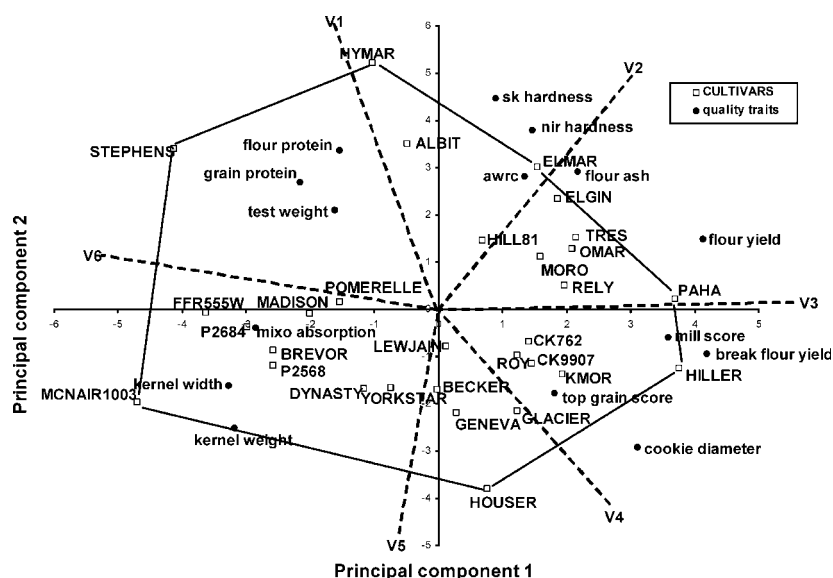 V1
6
HYMAR
5
V2
sk hardness
CULTIVARS
quality traits
4
nir hardness
flour protein
ALBIT
STEPHENS
3
ELMAR
grain protein
awrc
flour ash
test weight
2
ELGIN
HILL81
TRES
flour yield
OMAR
V6
1
MORO
POMERELLE
RELY
PAHA
V3
FFR555W
MADISON
0
-6
-5
-4
-3
-2
-1
0
1
2
3
4
5
P2684
mixo absorption
CK762
mill score
LEWJAIN
-1
BREVOR
ROY
CK9907
break flour yield
P2568
KMOR
HILLER
kernel width
MCNAIR1003
DYNASTY
YORKSTAR
BECKER
top grain score
-2
GENEVA
GLACIER
kernel weight
-3
cookie diameter
-4
HOUSER
V4
V5
-5
Principal component 1
Principal component 2